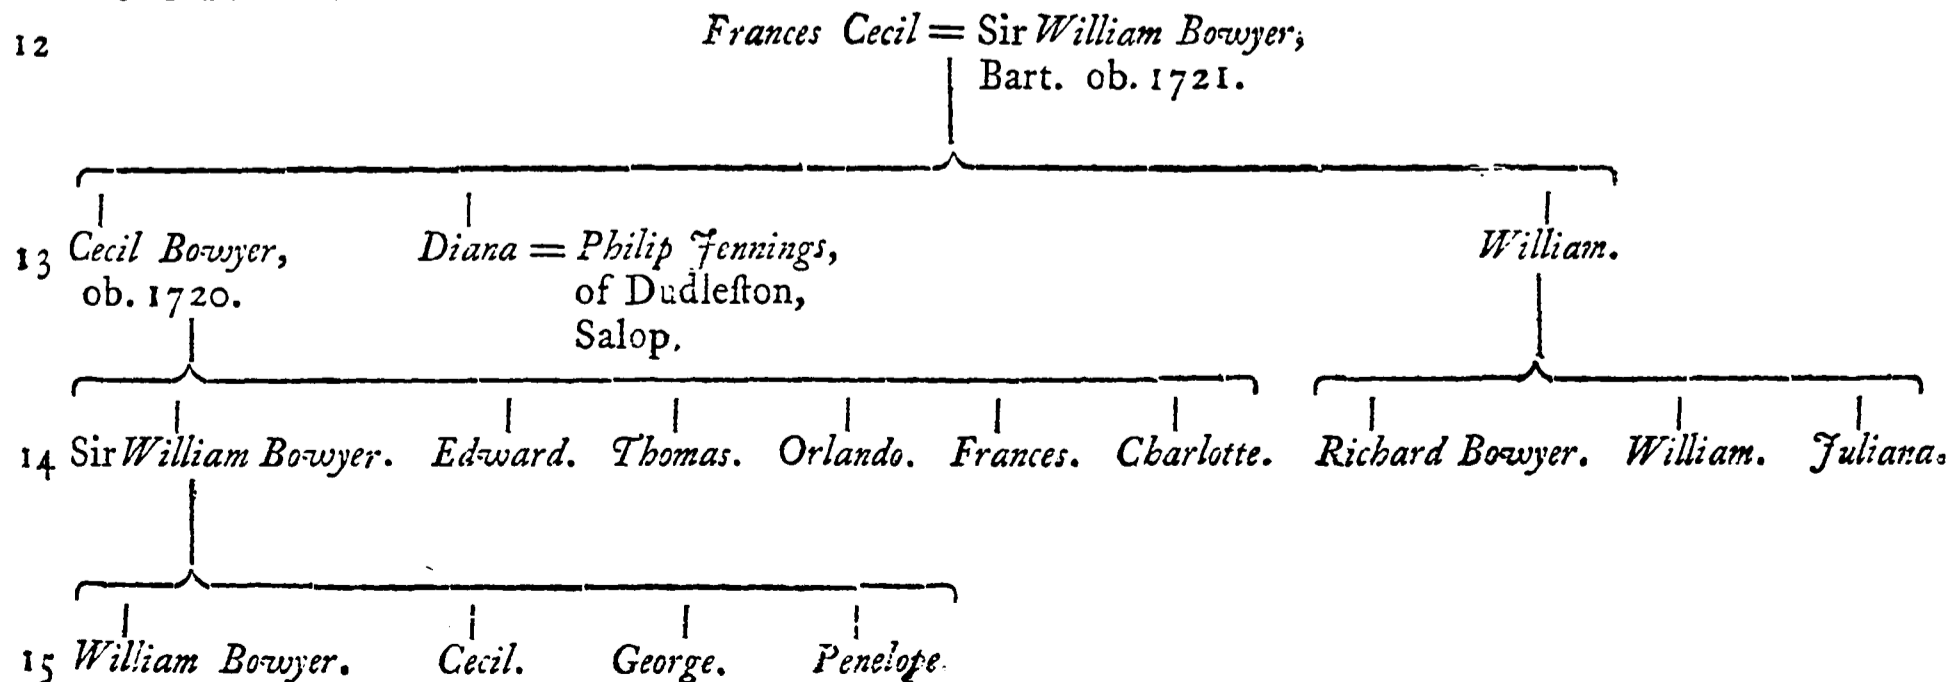 12 Frances Cecil = Sir William Bowyer,
Bart. ob. 1721.
13 Cecil Bowyer, Diana = Philip Jennings, William.
ob. 1720. of Dudleſton,
Salop.
14 Sir William Bowyer. Edward. Thomas. Orlando. Frances. Charlotte. Richard Bowyer. William. Juliana.
15 William Bowyer. Cecil. George. Penelope.